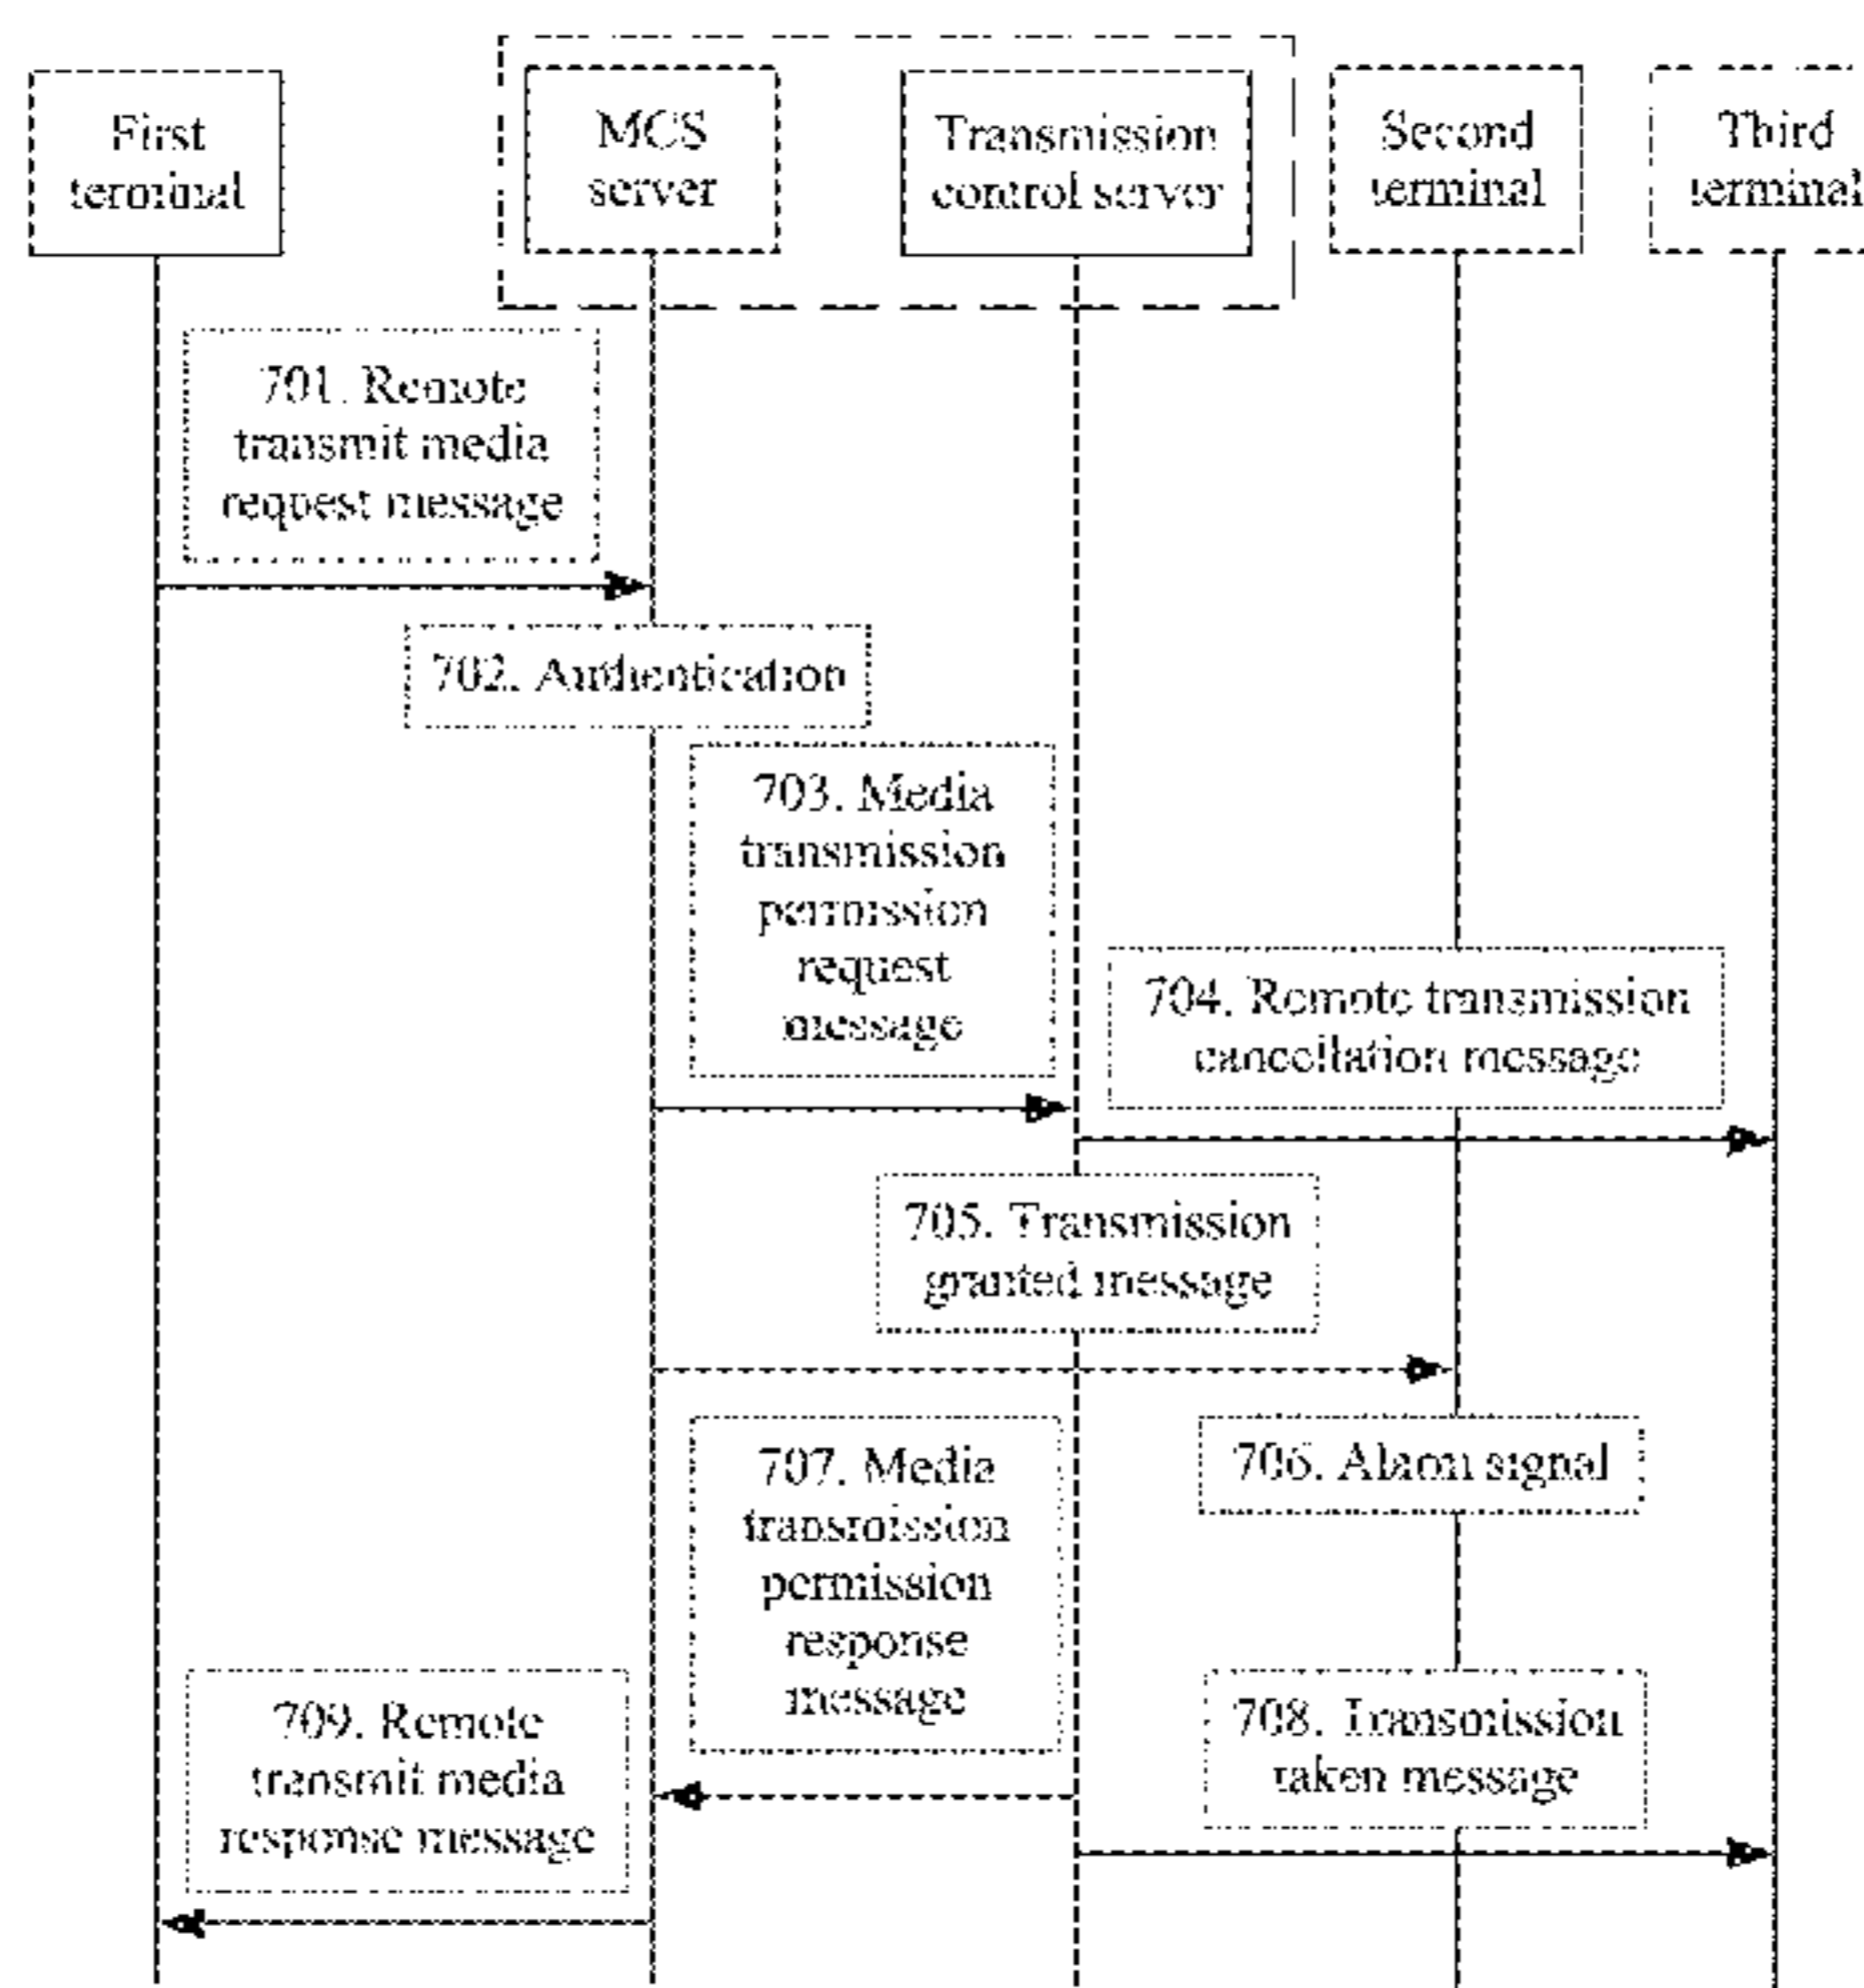 First
terminal
MCS
server
Transmission
control server
Second
terminal
Third
terminal
701. Remote
transmit media
request message
702. Authentication
703. Media
transmission
permission
request
message
704. Remote transmission
cancellation message
705. Transmission
granted message
706. Alarm signal
707. Media
transmission
permission
response
message
708. Transmission
taken message
709. Remote
transmit media
response message